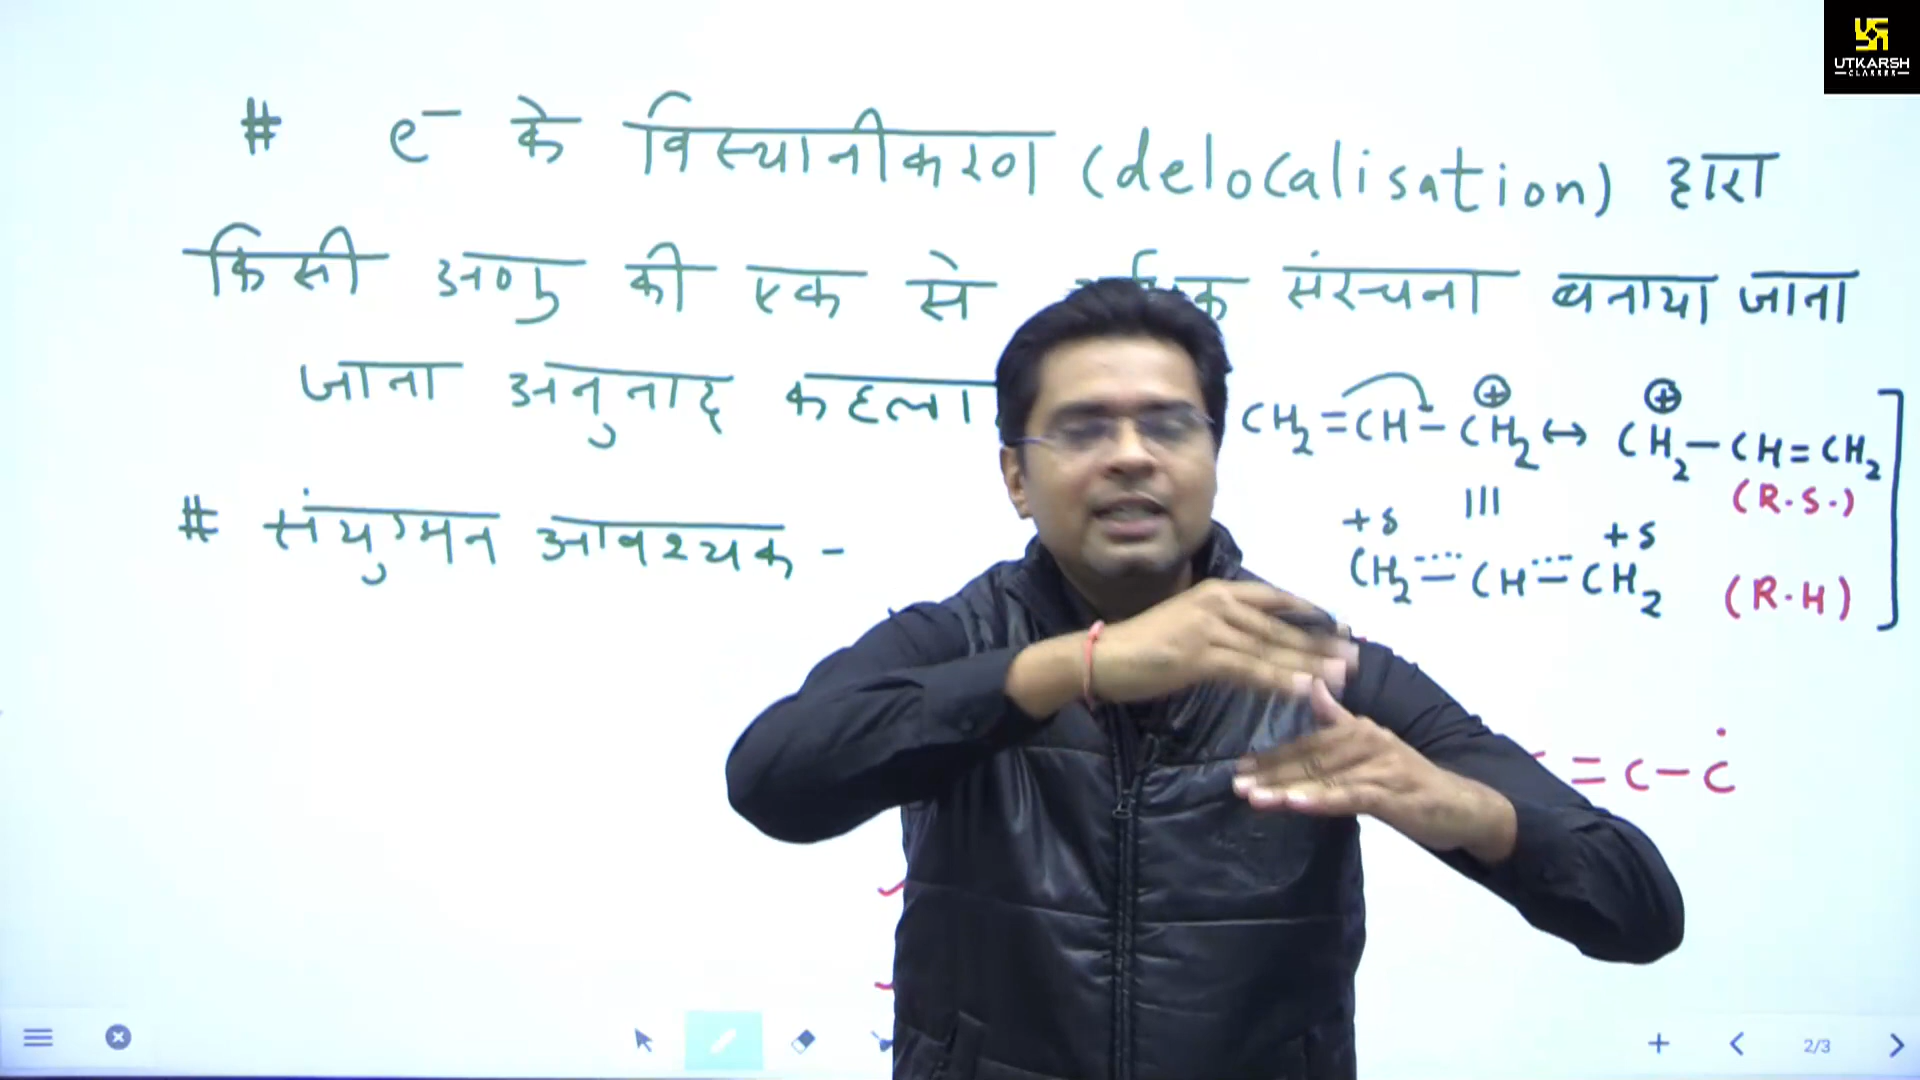 # e⁻ के विस्थानीकरण (delocalisation) द्वारा
किसी अणु की एक से संरचना बनाया जाना
जाना अनुनाद कहला
CH₂=CH-CH₂⊕ ↔ ⊕CH₂-CH=CH₂
(R.S.)
# संयुग्मन आवश्यक -
+δ +δ
CH₂=CH=CH₂ (R.H)
=C-Ċ
UTKARSH
CLASSES
2/3